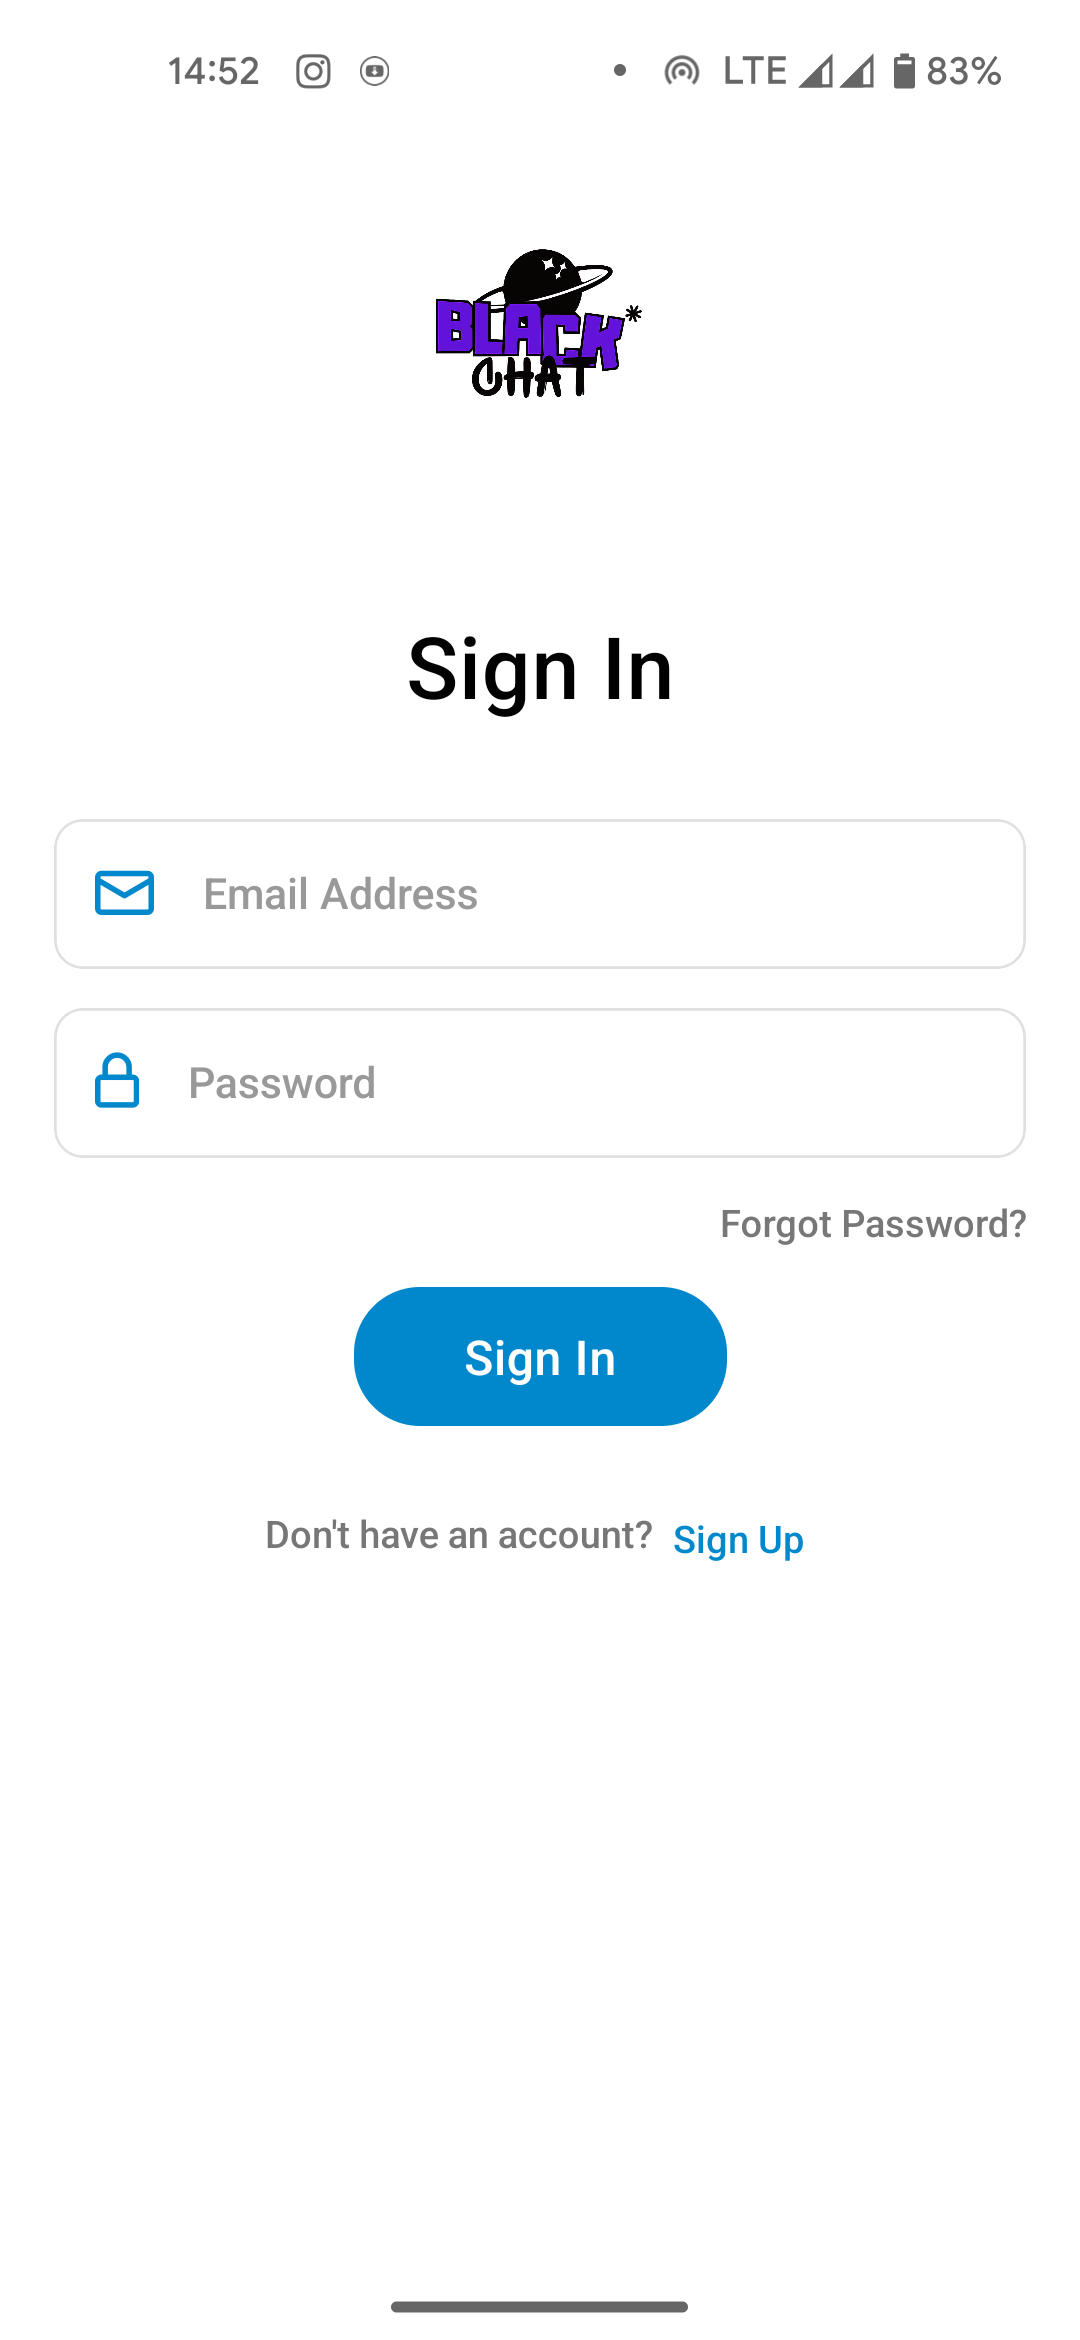 14:52 LTE 83%
BLACK*
CHAT
Sign In
Email Address
Password
Forgot Password?
Sign In
Don't have an account? Sign Up